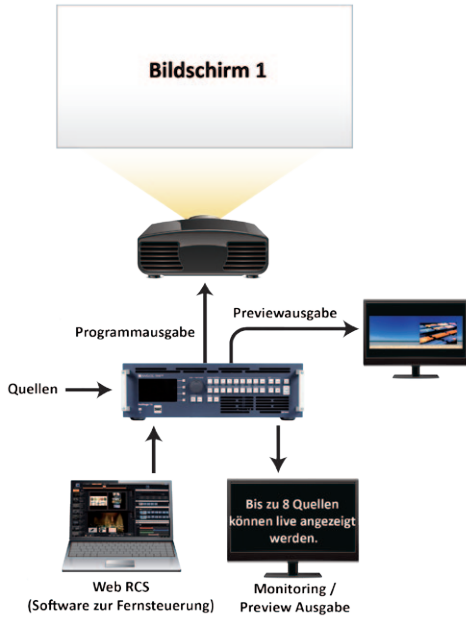 Bildschirm 1
Programmausgabe
Previewausgabe
Quellen
Bis zu 8 Quellen
können live angezeigt
werden.
Web RCS
(Software zur Fernsteuerung)
Monitoring /
Preview Ausgabe